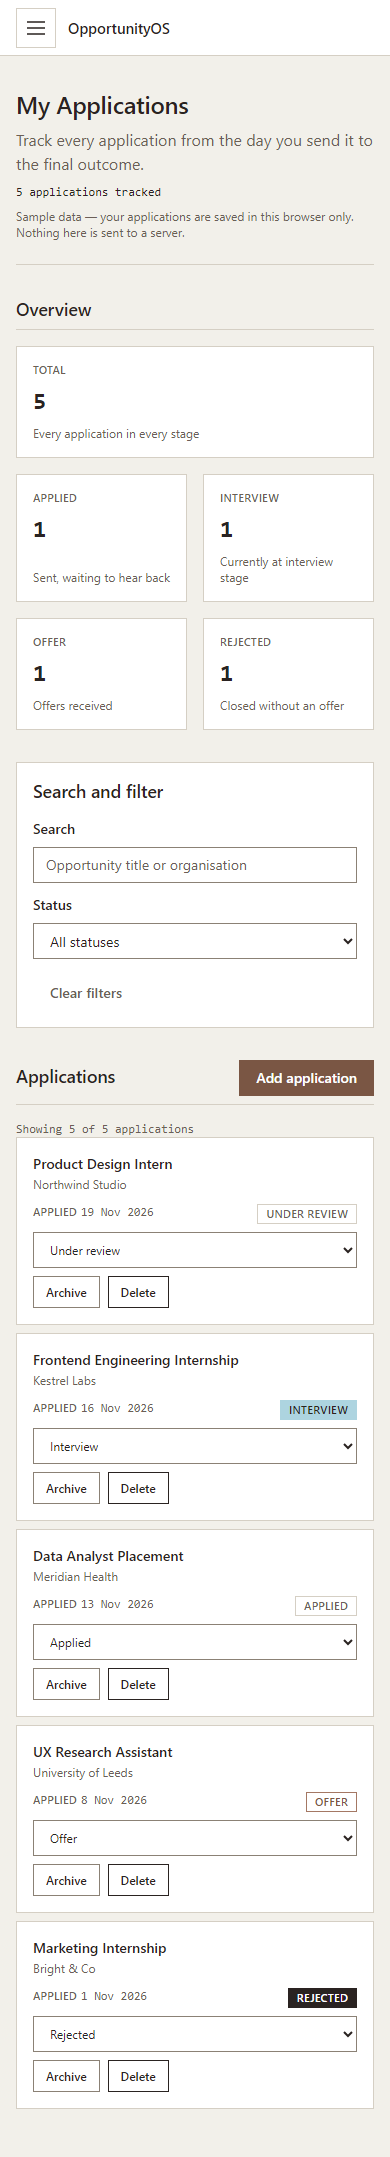 OpportunityOS
My Applications
Track every application from the day you send it to
the final outcome.
5 applications tracked
Sample data — your applications are saved in this browser only.
Nothing here is sent to a server.
Overview
TOTAL
5
Every application in every stage
APPLIED
1
Sent, waiting to hear back
INTERVIEW
1
Currently at interview
stage
OFFER
1
Offers received
REJECTED
1
Closed without an offer
Search and filter
Search
Opportunity title or organisation
Status
All statuses
Clear filters
Applications
Add application
Showing 5 of 5 applications
Product Design Intern
Northwind Studio
APPLIED 19 Nov 2026
UNDER REVIEW
Under review
Archive
Delete
Frontend Engineering Internship
Kestrel Labs
APPLIED 16 Nov 2026
INTERVIEW
Interview
Archive
Delete
Data Analyst Placement
Meridian Health
APPLIED 13 Nov 2026
APPLIED
Applied
Archive
Delete
UX Research Assistant
University of Leeds
APPLIED 8 Nov 2026
OFFER
Offer
Archive
Delete
Marketing Internship
Bright & Co
APPLIED 1 Nov 2026
REJECTED
Rejected
Archive
Delete